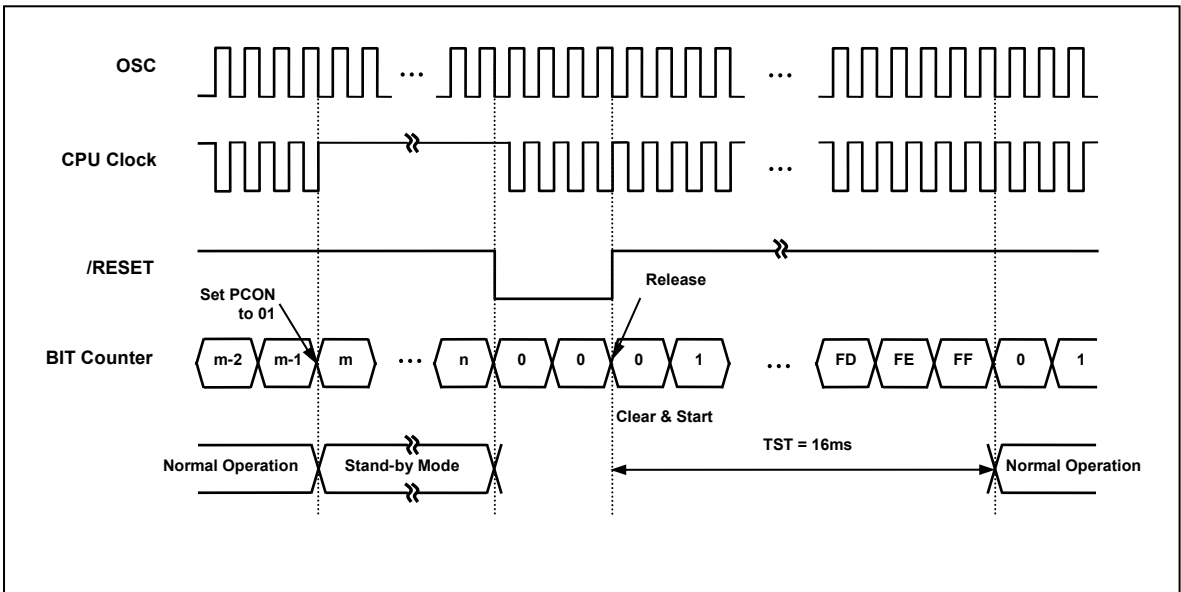 OSC
...
...
CPU Clock
...
/RESET
Release
Set PCON
to 01
BIT Counter
m-2 m-1 m ... n 0 0 0 1 ... FD FE FF 0 1
Clear & Start
TST = 16ms
Normal Operation Stand-by Mode Normal Operation